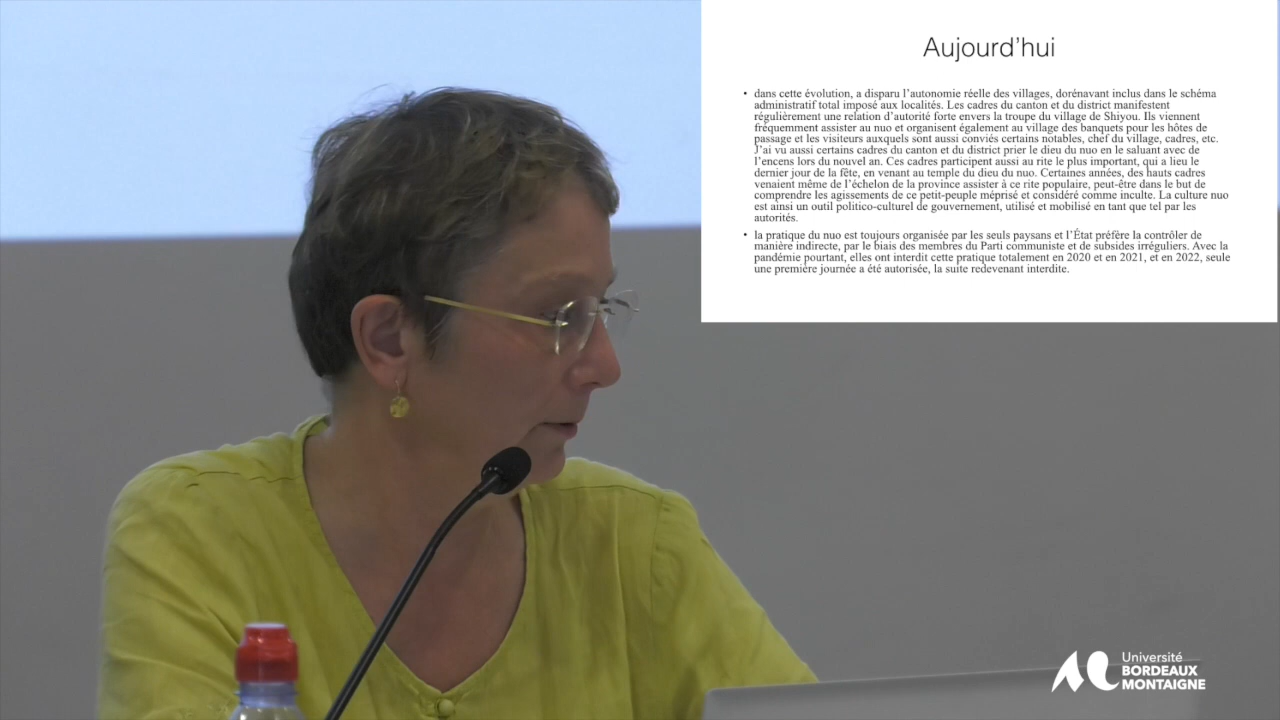 Aujourd'hui
• dans cette évolution, a disparu l'autonomie réelle des villages, dorénavant inclus dans le schéma
administratif total imposé aux localités. Les cadres du canton et du district manifestent
régulièrement une relation d'autorité forte envers la troupe du village de Shiyou. Ils viennent
fréquemment assister au nuo et organisent également au village des banquets pour les hôtes de
passage et les visiteurs auxquels sont aussi conviés certains notables, chef du village, cadres, etc.
J'ai vu aussi certains cadres du canton et du district prier le dieu du nuo en le saluant avec de
l'encens lors du nouvel an. Ces cadres participent aussi au rite le plus important, qui a lieu le
dernier jour de la fête, en venant au temple du dieu du nuo. Certaines années, des hauts cadres
venaient même de l'échelon de la province assister à ce rite populaire, peut-être dans le but de
comprendre les agissements de ce petit-peuple méprisé et considéré comme inculte. La culture nuo
est ainsi un outil politico-culturel de gouvernement, utilisé et mobilisé en tant que tel par les
autorités.
• la pratique du nuo est toujours organisée par les seuls paysans et l'État préfère la contrôler de
manière indirecte, par le biais des membres du Parti communiste et de subsides irréguliers. Avec la
pandémie pourtant, elles ont interdit cette pratique totalement en 2020 et en 2021, et en 2022, seule
une première journée a été autorisée, la suite redevenant interdite.
Université
BORDEAUX
MONTAIGNE